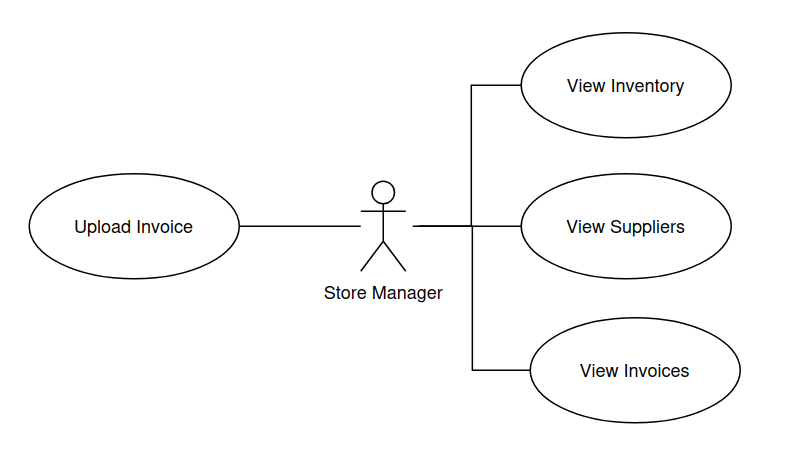 View Inventory
Upload Invoice
View Suppliers
Store Manager
View Invoices